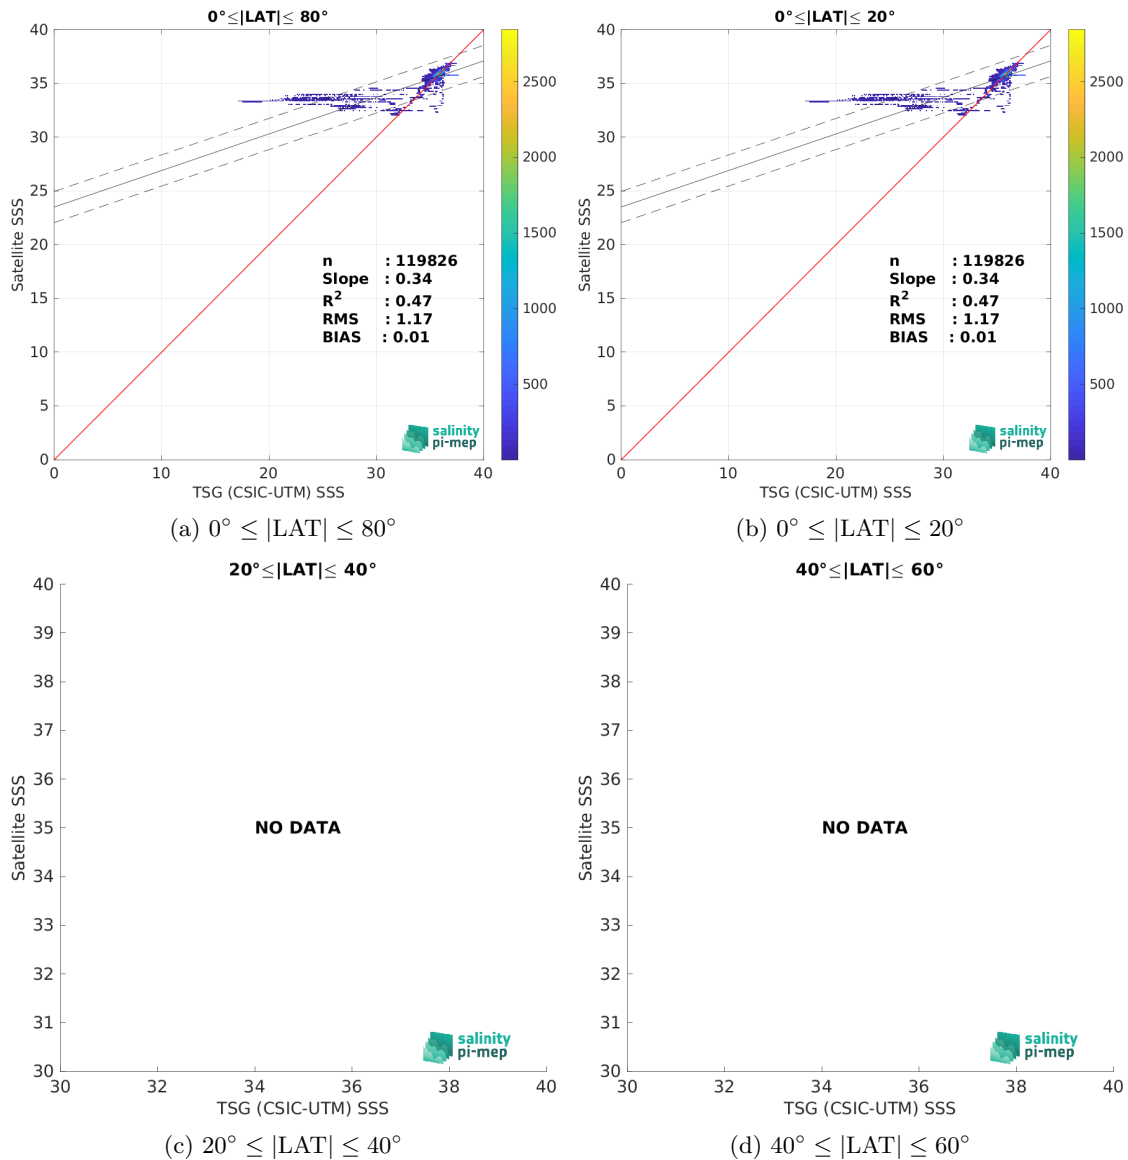 0°≤|LAT|≤ 80°
40
35
30
25
20
15
10
5
0
0
10
20
30
40
Satellite SSS
TSG (CSIC-UTM) SSS
n : 119826
Slope : 0.34
R² : 0.47
RMS : 1.17
BIAS : 0.01
salinity
pi-mep
2500
2000
1500
1000
500
(a) 0° ≤ |LAT| ≤ 80°
0°≤|LAT|≤ 20°
40
35
30
25
20
15
10
5
0
0
10
20
30
40
Satellite SSS
TSG (CSIC-UTM) SSS
n : 119826
Slope : 0.34
R² : 0.47
RMS : 1.17
BIAS : 0.01
salinity
pi-mep
2500
2000
1500
1000
500
(b) 0° ≤ |LAT| ≤ 20°
20°≤|LAT|≤ 40°
40
39
38
37
36
35
34
33
32
31
30
30
32
34
36
38
40
Satellite SSS
NO DATA
salinity
pi-mep
TSG (CSIC-UTM) SSS
(c) 20° ≤ |LAT| ≤ 40°
40°≤|LAT|≤ 60°
40
39
38
37
36
35
34
33
32
31
30
30
32
34
36
38
40
Satellite SSS
NO DATA
salinity
pi-mep
TSG (CSIC-UTM) SSS
(d) 40° ≤ |LAT| ≤ 60°